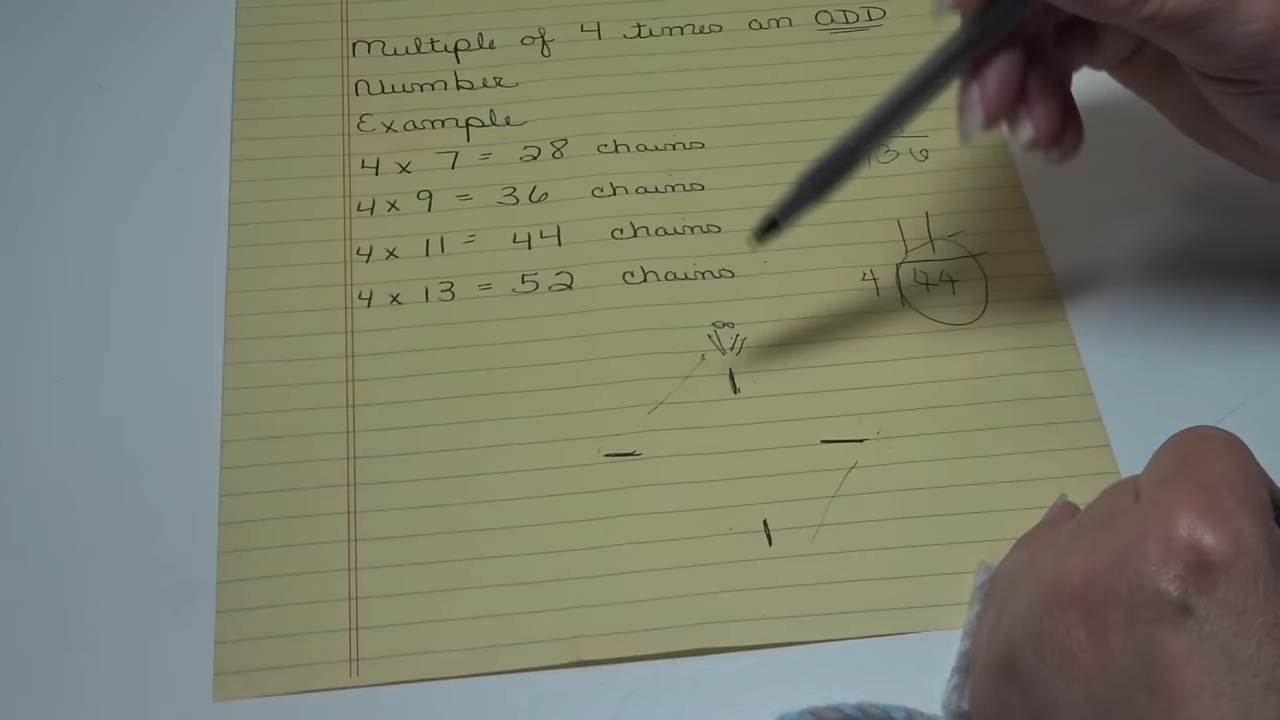 Multiple of 4 times an ODD
Number
Example
4 x 7 = 28 chains
4 x 9 = 36 chains
4 x 11 = 44 chains
4 x 13 = 52 chains
136
11
4 44